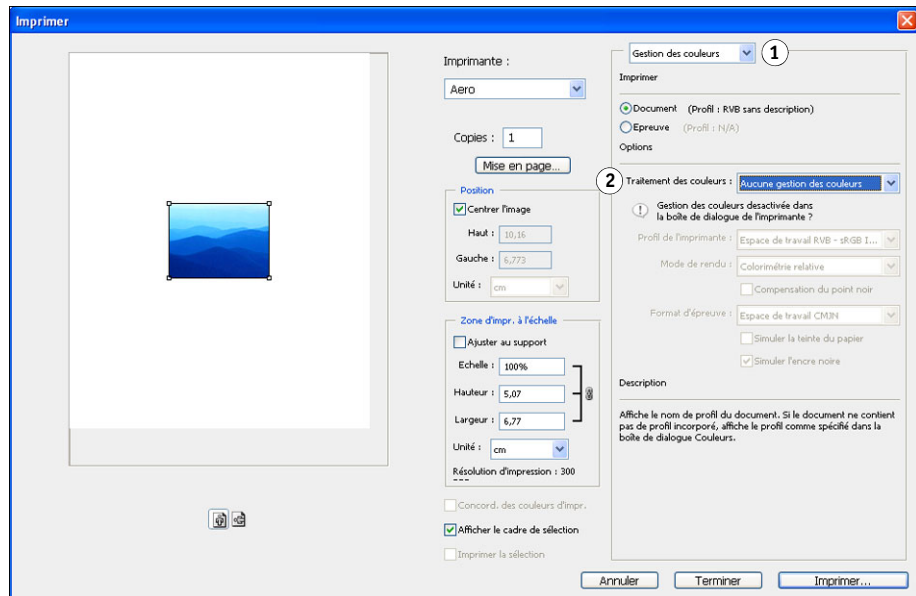 Imprimer
Imprimante :
Aero
Copies : 1
Mise en page...
Position
Centrer l'image
Haut : 10,16
Gauche : 6,773
Unité : cm
Zone d'impr. à l'échelle
Ajuster au support
Echelle : 100%
Hauteur : 5,07
Largeur : 6,77
Unité : cm
Résolution d'impression : 300
Concord. des couleurs d'impr.
Afficher le cadre de sélection
Imprimer la sélection
Gestion des couleurs 1
Imprimer
Document (Profil : RVB sans description)
Epreuve (Profil : N/A)
Options
2 Traitement des couleurs : Aucune gestion des couleurs
Gestion des couleurs desactivée dans
la boîte de dialogue de l'imprimante ?
Profil de l'imprimante : Espace de travail RVB - sRGB I...
Mode de rendu : Colorimétrie relative
Compensation du point noir
Format d'épreuve : Espace de travail CMJN
Simuler la teinte du papier
Simuler l'encre noire
Description
Affiche le nom de profil du document. Si le document ne contient
pas de profil incorporé, affiche le profil comme spécifié dans la
boîte de dialogue Couleurs.
Annuler
Terminer
Imprimer...